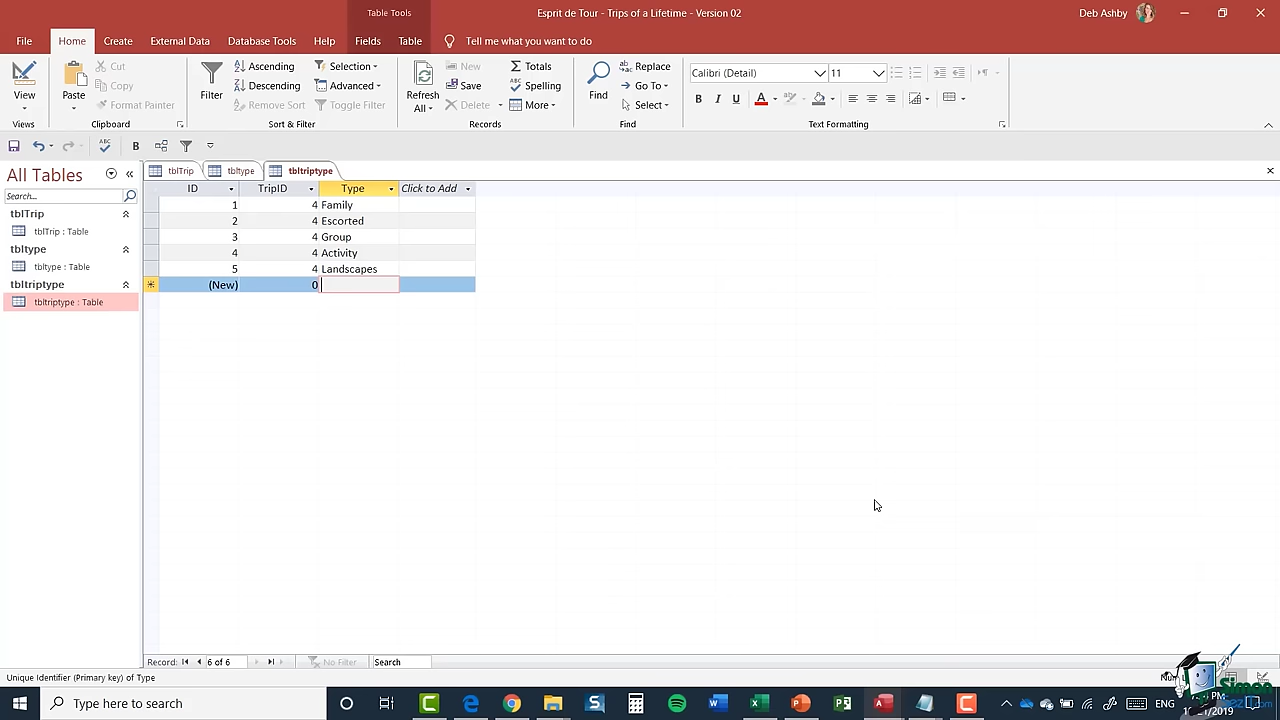 Table Tools
Esprit de Tour - Trips of a Lifetime - Version 02
Deb Ashby
File
Home
Create
External Data
Database Tools
Help
Fields
Table
Tell me what you want to do
View
Views
Paste
Cut
Copy
Format Painter
Clipboard
Filter
Ascending
Descending
Remove Sort
Selection
Advanced
Toggle Filter
Sort & Filter
Refresh All
New
Save
Delete
Totals
Spelling
More
Records
Find
Replace
Go To
Select
Find
Calibri (Detail)
11
B I U
Text Formatting
All Tables
Search...
tblTrip
tblTrip : Table
tbltype
tbltype : Table
tbltriptype
tbltriptype : Table
tblTrip
tbltype
tbltriptype
ID TripID Type Click to Add
1 4 Family
2 4 Escorted
3 4 Group
4 4 Activity
5 4 Landscapes
(New) 0
Record: 6 of 6 No Filter Search
Unique Identifier (Primary key) of Type
Type here to search
ENG